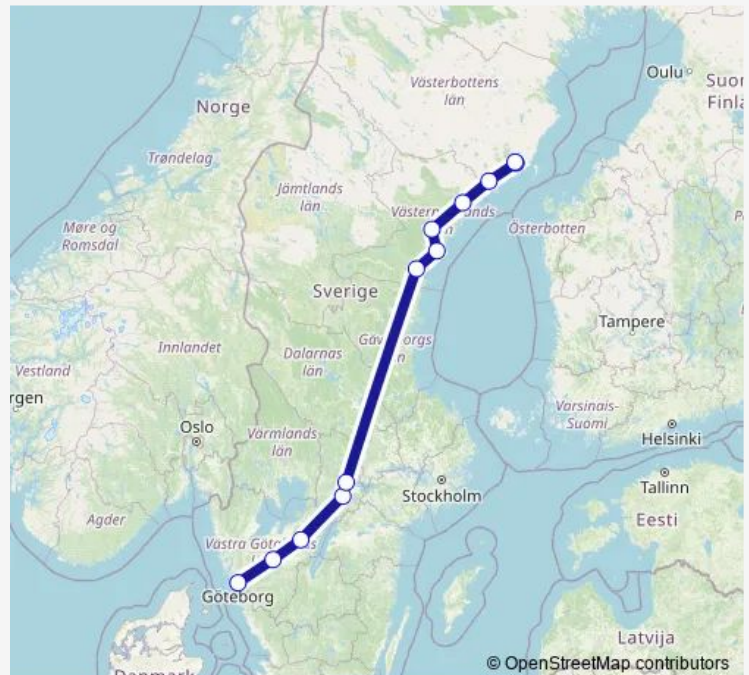 Oulu
Suo
Finla
Västerbottens
län
Norge
Trøndelag
Jämtlands
län
Møre og
Romsdal
Österbotten
Sverige
Tampere
Innlandet
Dalarnas
län
Vestland
rgen
Varsinais-
Suomi
Oslo
Värmlands
län
Helsinki
Stockholm
Tallinn
Agder
Eesti
Göteborg
Latvija
© OpenStreetMap contributors